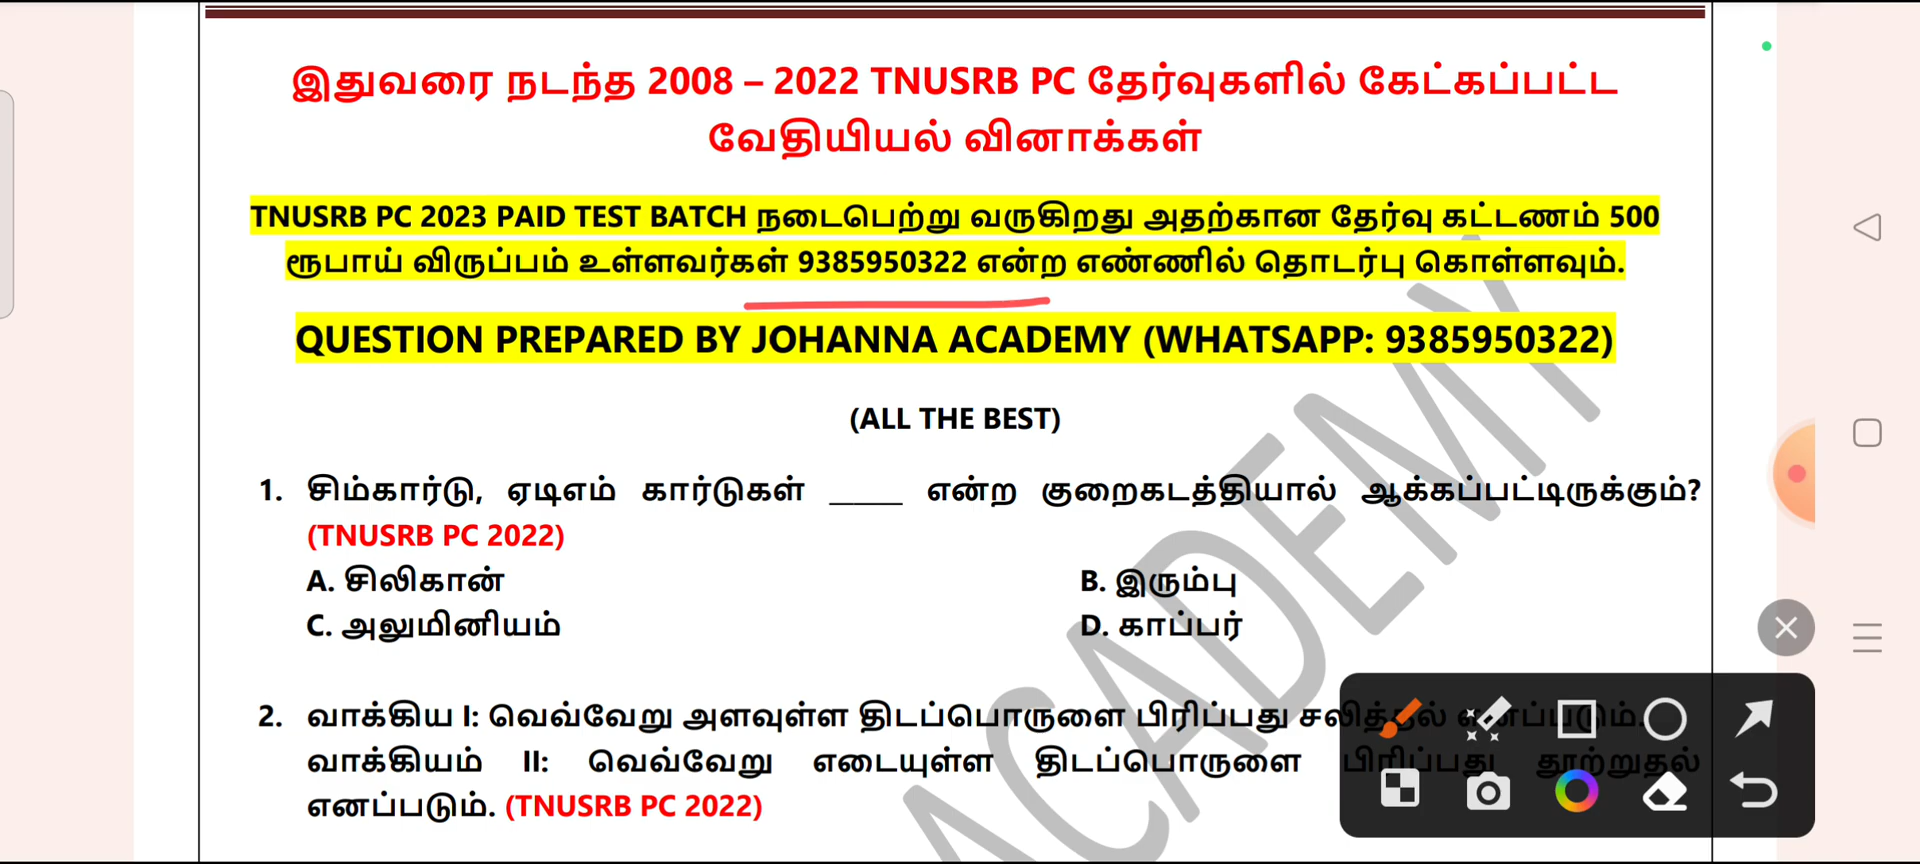 இதுவரை நடந்த 2008 – 2022 TNUSRB PC தேர்வுகளில் கேட்கப்பட்ட
வேதியியல் வினாக்கள்
TNUSRB PC 2023 PAID TEST BATCH நடைபெற்று வருகிறது அதற்கான தேர்வு கட்டணம் 500
ரூபாய் விருப்பம் உள்ளவர்கள் 9385950322 என்ற எண்ணில் தொடர்பு கொள்ளவும்.
QUESTION PREPARED BY JOHANNA ACADEMY (WHATSAPP: 9385950322)
(ALL THE BEST)
1. சிம்கார்டு, ஏடிஎம் கார்டுகள் _____ என்ற குறைகடத்தியால் ஆக்கப்பட்டிருக்கும்?
(TNUSRB PC 2022)
A. சிலிகான் B. இரும்பு
C. அலுமினியம் D. காப்பர்
2. வாக்கிய I: வெவ்வேறு அளவுள்ள திடப்பொருளை பிரிப்பது சலித்தல் எனப்படும்.
வாக்கியம் II: வெவ்வேறு எடையுள்ள திடப்பொருளை பிரிப்பது தூற்றுதல்
எனப்படும். (TNUSRB PC 2022)
ACADEMY